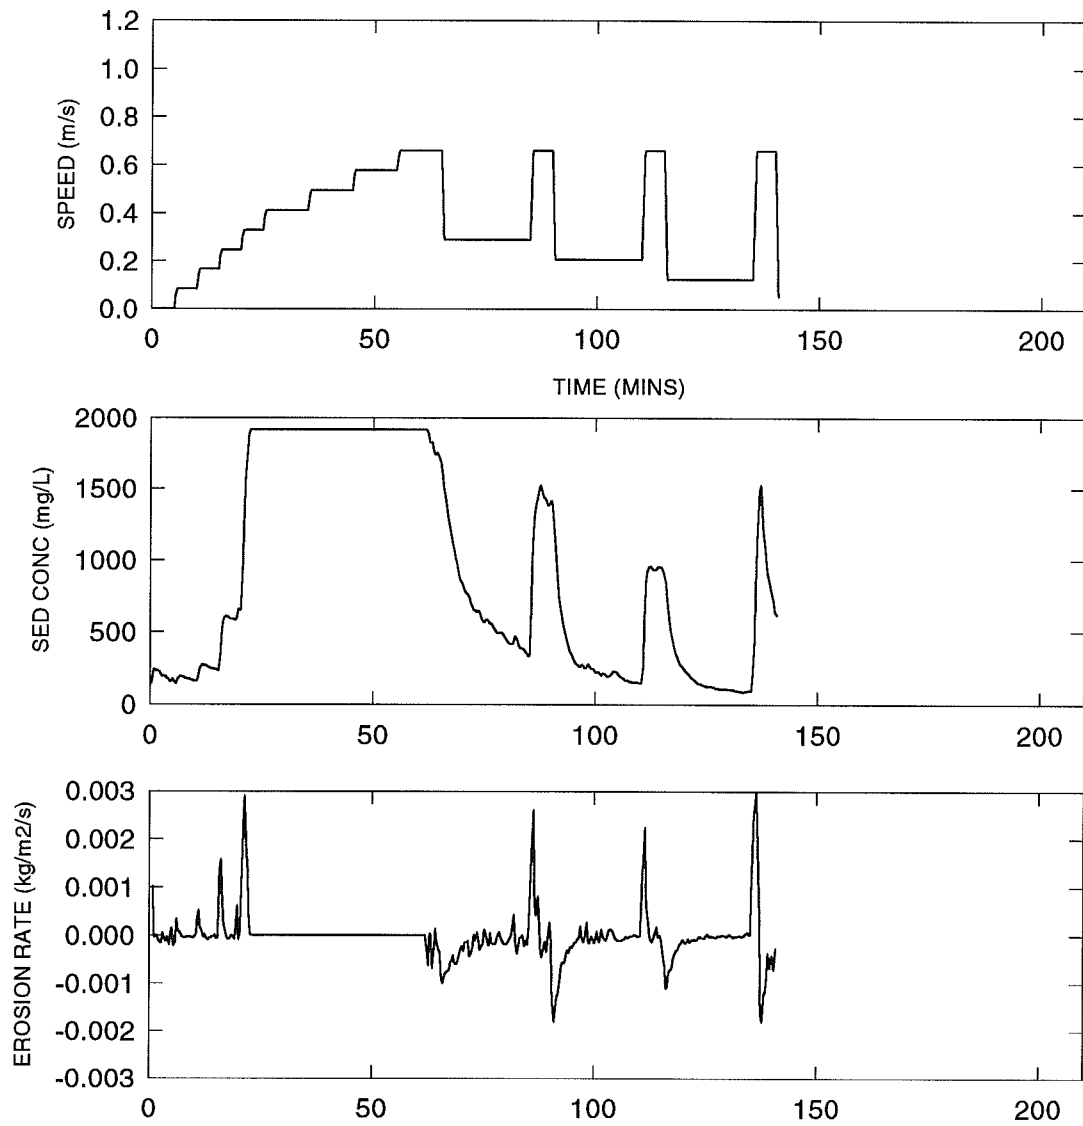 1.2
1.0
0.8
0.6
0.4
0.2
0.0
SPEED (m/s)
0 50 100 150 200
TIME (MINS)
2000
1500
1000
500
0
SED CONC (mg/L)
0 50 100 150 200
0.003
0.002
0.001
0.000
-0.001
-0.002
-0.003
EROSION RATE (kg/m2/s)
0 50 100 150 200